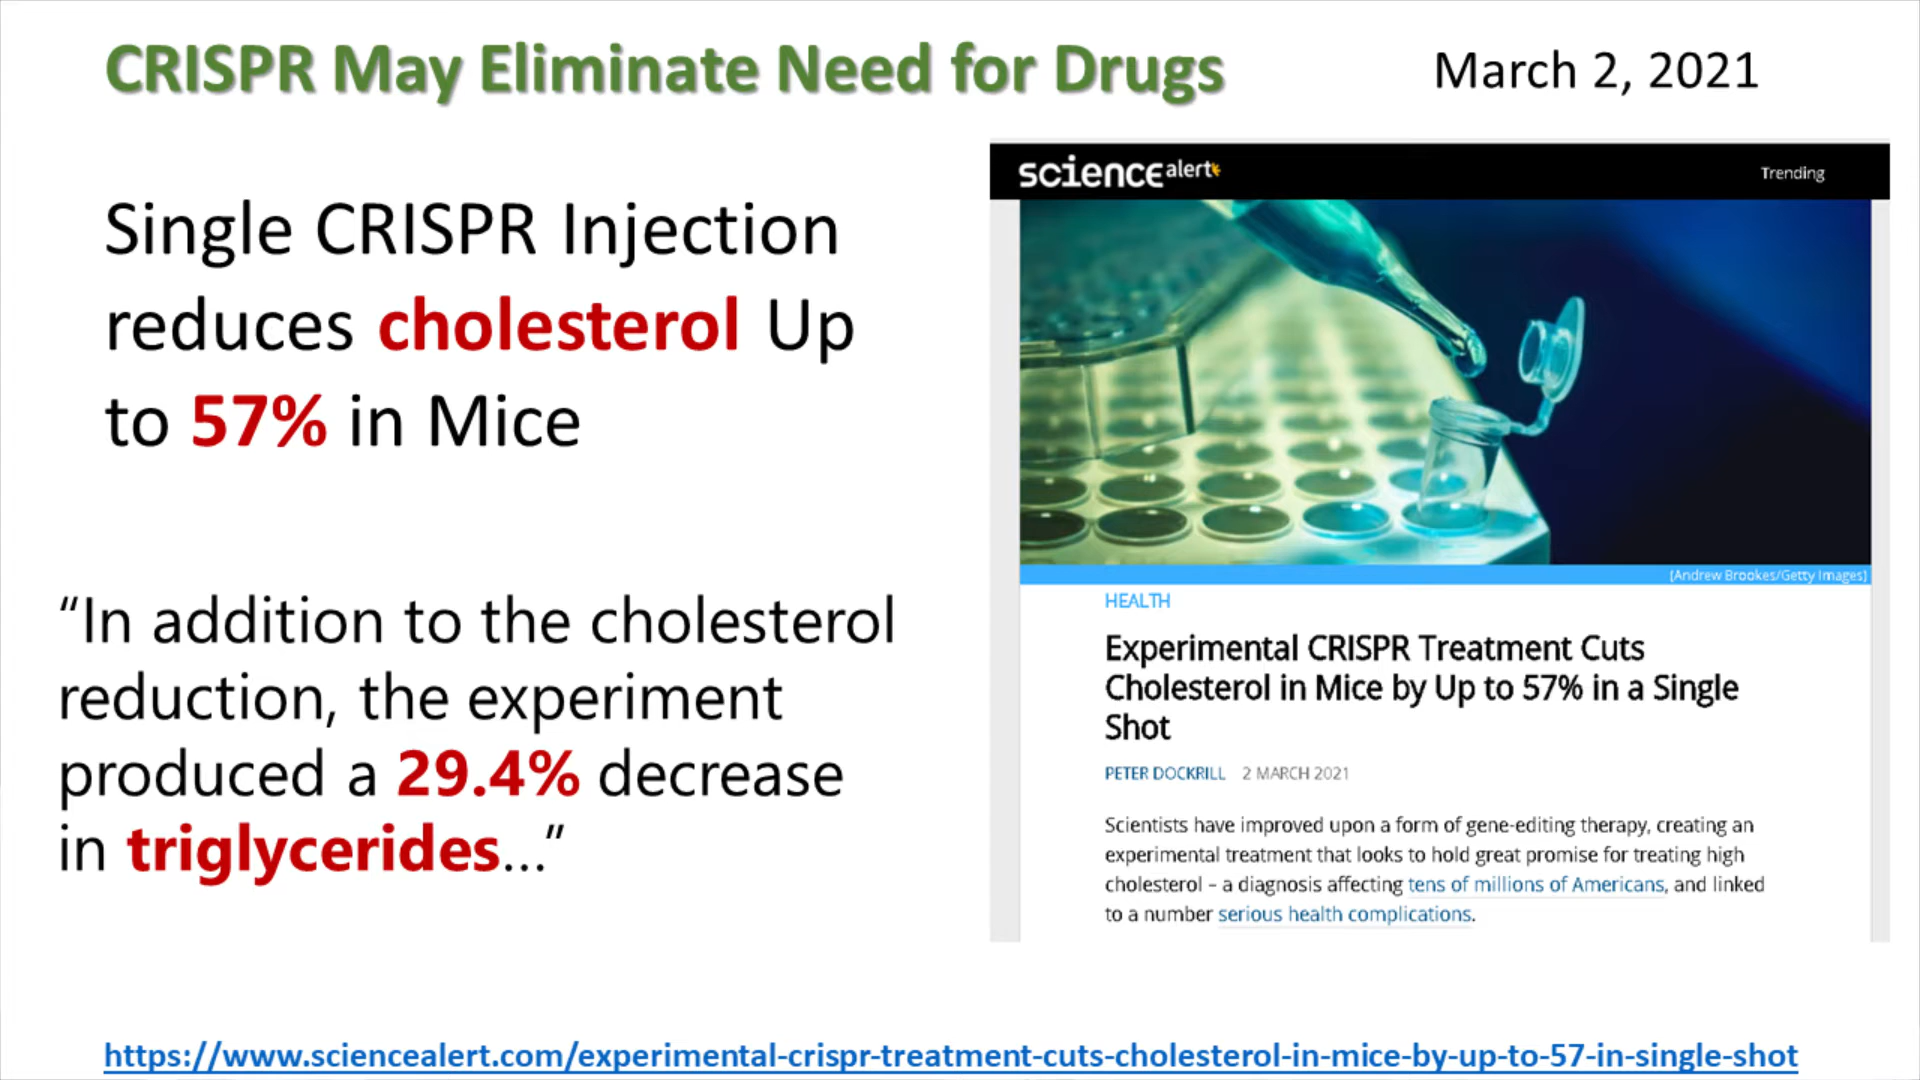 CRISPR May Eliminate Need for Drugs
March 2, 2021
Single CRISPR Injection
reduces cholesterol Up
to 57% in Mice
“In addition to the cholesterol
reduction, the experiment
produced a 29.4% decrease
in triglycerides...”
sciencealert
Trending
[Andrew Brookes/Getty Images]
HEALTH
Experimental CRISPR Treatment Cuts
Cholesterol in Mice by Up to 57% in a Single
Shot
PETER DOCKRILL 2 MARCH 2021
Scientists have improved upon a form of gene-editing therapy, creating an
experimental treatment that looks to hold great promise for treating high
cholesterol – a diagnosis affecting tens of millions of Americans, and linked
to a number serious health complications.
https://www.sciencealert.com/experimental-crispr-treatment-cuts-cholesterol-in-mice-by-up-to-57-in-single-shot